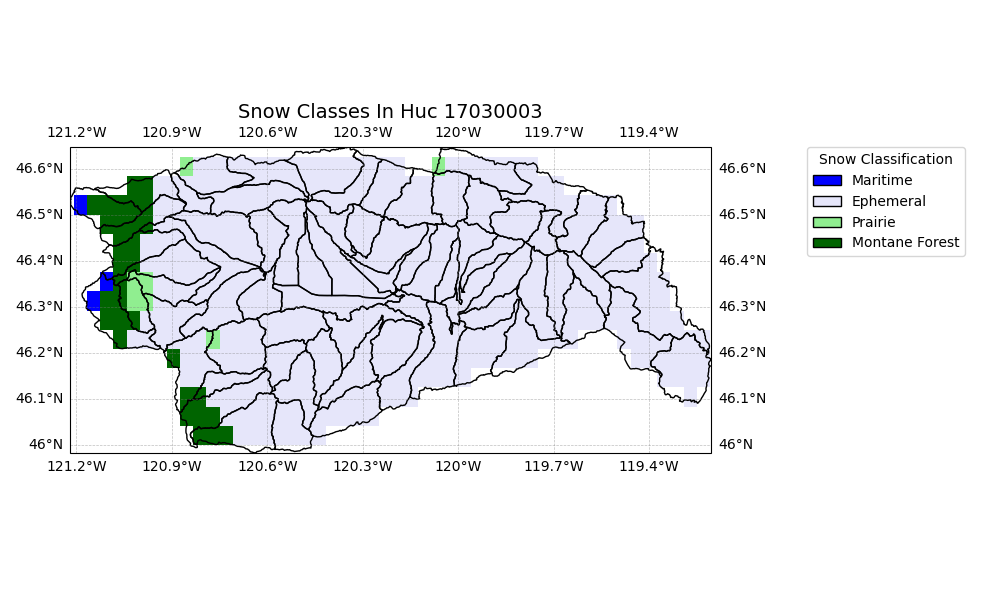 Snow Classes In Huc 17030003
121.2°W 120.9°W 120.6°W 120.3°W 120°W 119.7°W 119.4°W
46.6°N 46.6°N
46.5°N 46.5°N
46.4°N 46.4°N
46.3°N 46.3°N
46.2°N 46.2°N
46.1°N 46.1°N
46°N 46°N
121.2°W 120.9°W 120.6°W 120.3°W 120°W 119.7°W 119.4°W
Snow Classification
Maritime
Ephemeral
Prairie
Montane Forest